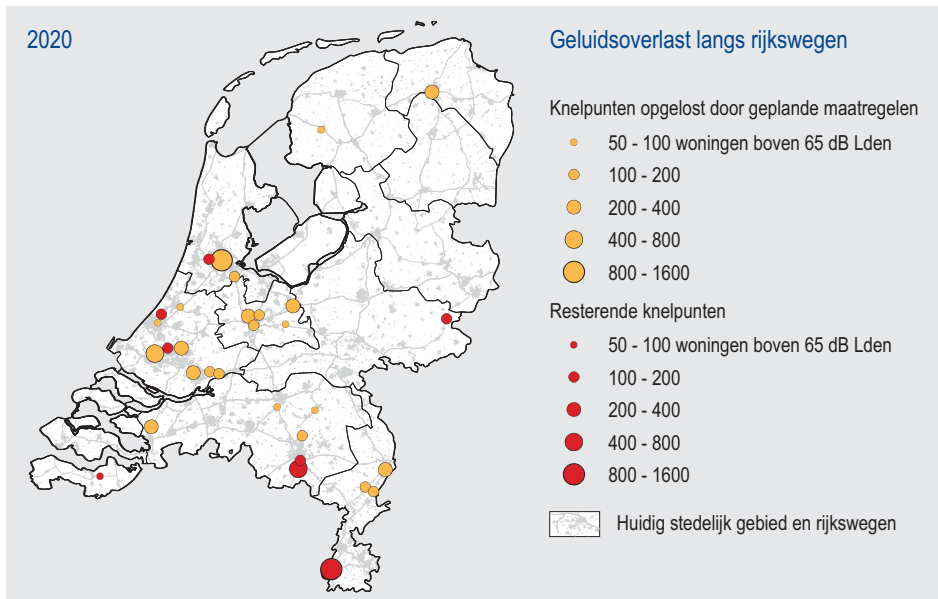 2020
Geluidsoverlast langs rijkswegen
Knelpunten opgelost door geplande maatregelen
50 - 100 woningen boven 65 dB Lden
100 - 200
200 - 400
400 - 800
800 - 1600
Resterende knelpunten
50 - 100 woningen boven 65 dB Lden
100 - 200
200 - 400
400 - 800
800 - 1600
Huidig stedelijk gebied en rijkswegen